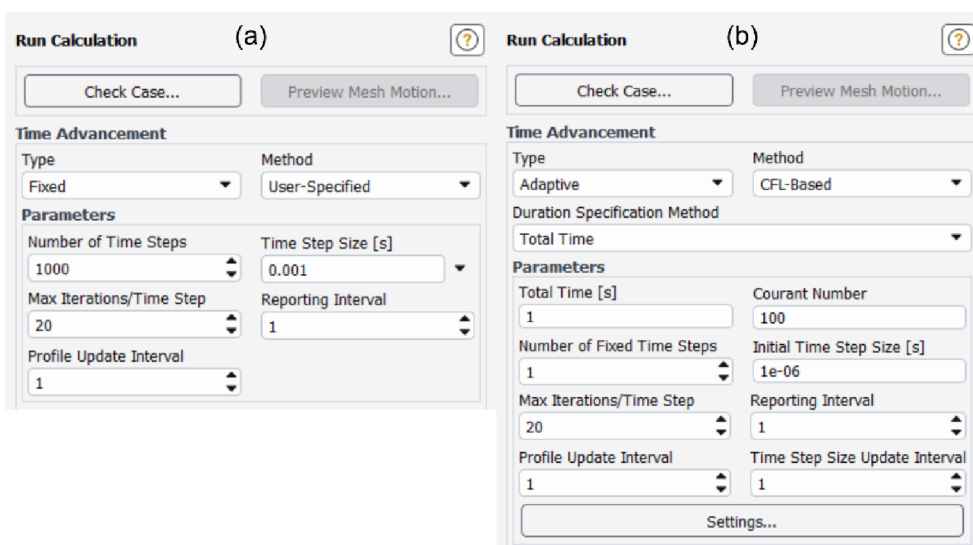 Run Calculation
(a)
?
Check Case...
Preview Mesh Motion...
Time Advancement
Type
Method
Fixed
User-Specified
Parameters
Number of Time Steps
Time Step Size [s]
1000
0.001
Max Iterations/Time Step
Reporting Interval
20
1
Profile Update Interval
1
Run Calculation
(b)
?
Check Case...
Preview Mesh Motion...
Time Advancement
Type
Method
Adaptive
CFL-Based
Duration Specification Method
Total Time
Parameters
Total Time [s]
Courant Number
1
100
Number of Fixed Time Steps
Initial Time Step Size [s]
1
1e-06
Max Iterations/Time Step
Reporting Interval
20
1
Profile Update Interval
Time Step Size Update Interval
1
1
Settings...